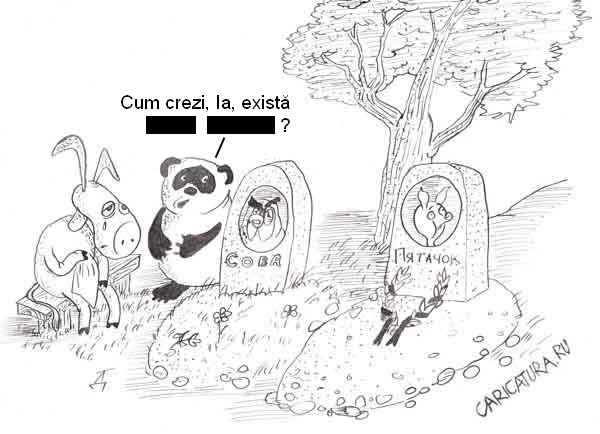 Cum crezi, Ia, există
?
СОВА
ПЯТАЧОК
CARICATURA.RU